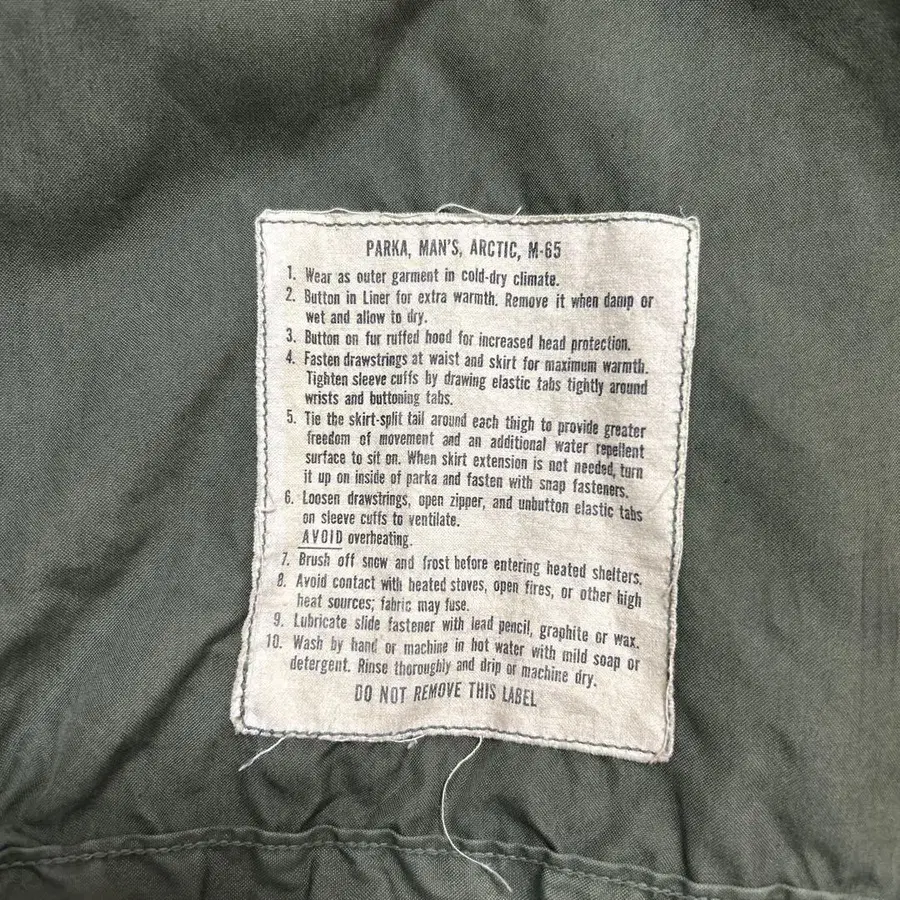 PARKA, MAN'S, ARCTIC, M-65
1. Wear as outer garment in cold-dry climate.
2. Button in Liner for extra warmth. Remove it when damp or
wet and allow to dry.
3. Button on fur ruffed hood for increased head protection.
4. Fasten drawstrings at waist and skirt for maximum warmth.
Tighten sleeve cuffs by drawing elastic tabs tightly around
wrists and buttoning tabs.
5. Tie the skirt-split tail around each thigh to provide greater
freedom of movement and an additional water repellent
surface to sit on. When skirt extension is not needed, turn
it up on inside of parka and fasten with snap fasteners.
6. Loosen drawstrings, open zipper, and unbutton elastic tabs
on sleeve cuffs to ventilate.
AVOID overheating.
7. Brush off snow and frost before entering heated shelters.
8. Avoid contact with heated stoves, open fires, or other high
heat sources; fabric may fuse.
9. Lubricate slide fastener with lead pencil, graphite or wax.
10. Wash by hand or machine in hot water with mild soap or
detergent. Rinse thoroughly and drip or machine dry.
DO NOT REMOVE THIS LABEL